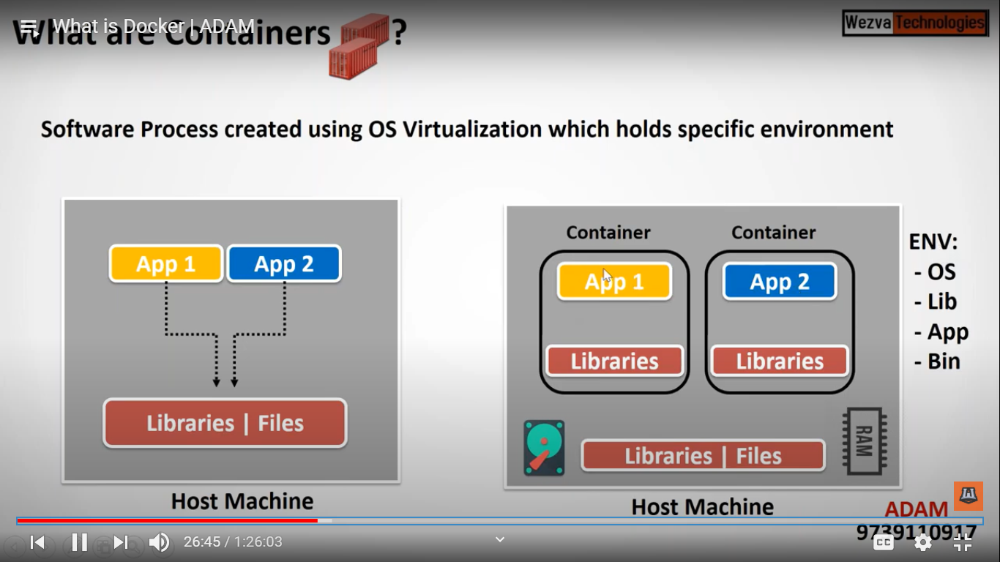 What are Containers ?
What is Docker | ADAM
Wezva Technologies
Software Process created using OS Virtualization which holds specific environment
App 1
App 2
Libraries | Files
Host Machine
Container
Container
App 1
App 2
Libraries
Libraries
Libraries | Files
RAM
Host Machine
ENV:
- OS
- Lib
- App
- Bin
ADAM
9739110917
26:45 / 1:26:03
CC